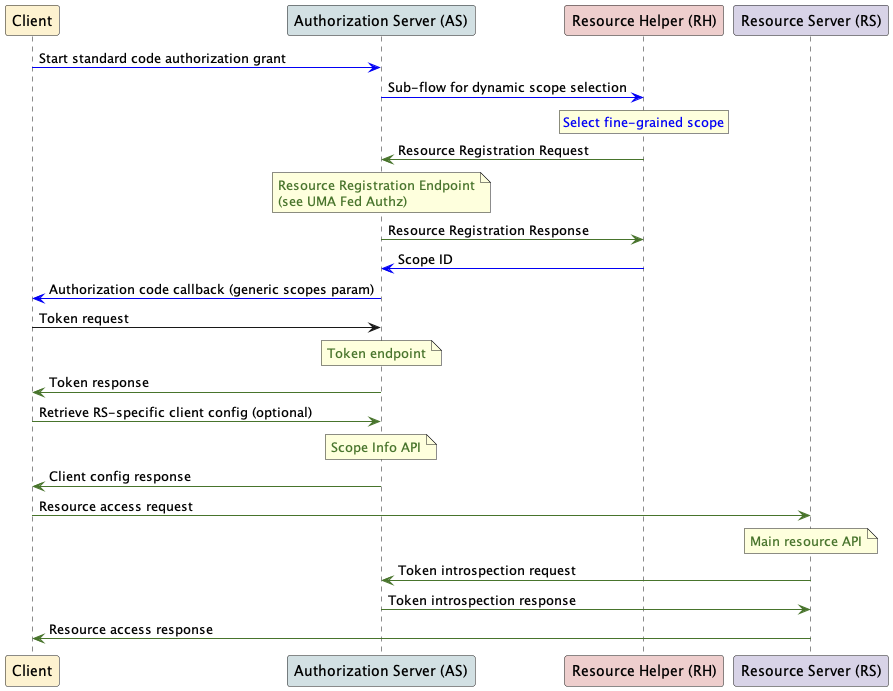 Client
Authorization Server (AS)
Resource Helper (RH)
Resource Server (RS)
Start standard code authorization grant
Sub-flow for dynamic scope selection
Select fine-grained scope
Resource Registration Request
Resource Registration Endpoint
(see UMA Fed Authz)
Resource Registration Response
Scope ID
Authorization code callback (generic scopes param)
Token request
Token endpoint
Token response
Retrieve RS-specific client config (optional)
Scope Info API
Client config response
Resource access request
Main resource API
Token introspection request
Token introspection response
Resource access response
Client
Authorization Server (AS)
Resource Helper (RH)
Resource Server (RS)